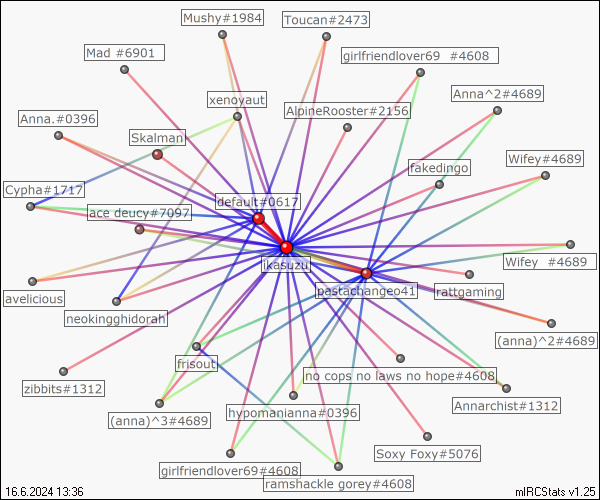 Mushy#1984
Toucan#2473
Mad #6901
girlfriendlover69 #4608
xenoyaut
Anna^2#4689
AlpineRooster#2156
Anna.#0396
Skalman
Wifey#4689
fakedingo
Cypha#1717
default#0617
ace deucy#7097
ikasuzu
Wifey #4689
pastachangeo41
rattgaming
avelicious
neokingghidorah
(anna)^2#4689
frisout
no cops no laws no hope#4608
zibbits#1312
Annarchist#1312
(anna)^3#4689
hypomanianna#0396
Soxy Foxy#5076
girlfriendlover69#4608
ramshackle gorey#4608
16.6.2024 13:36
mIRCStats v1.25